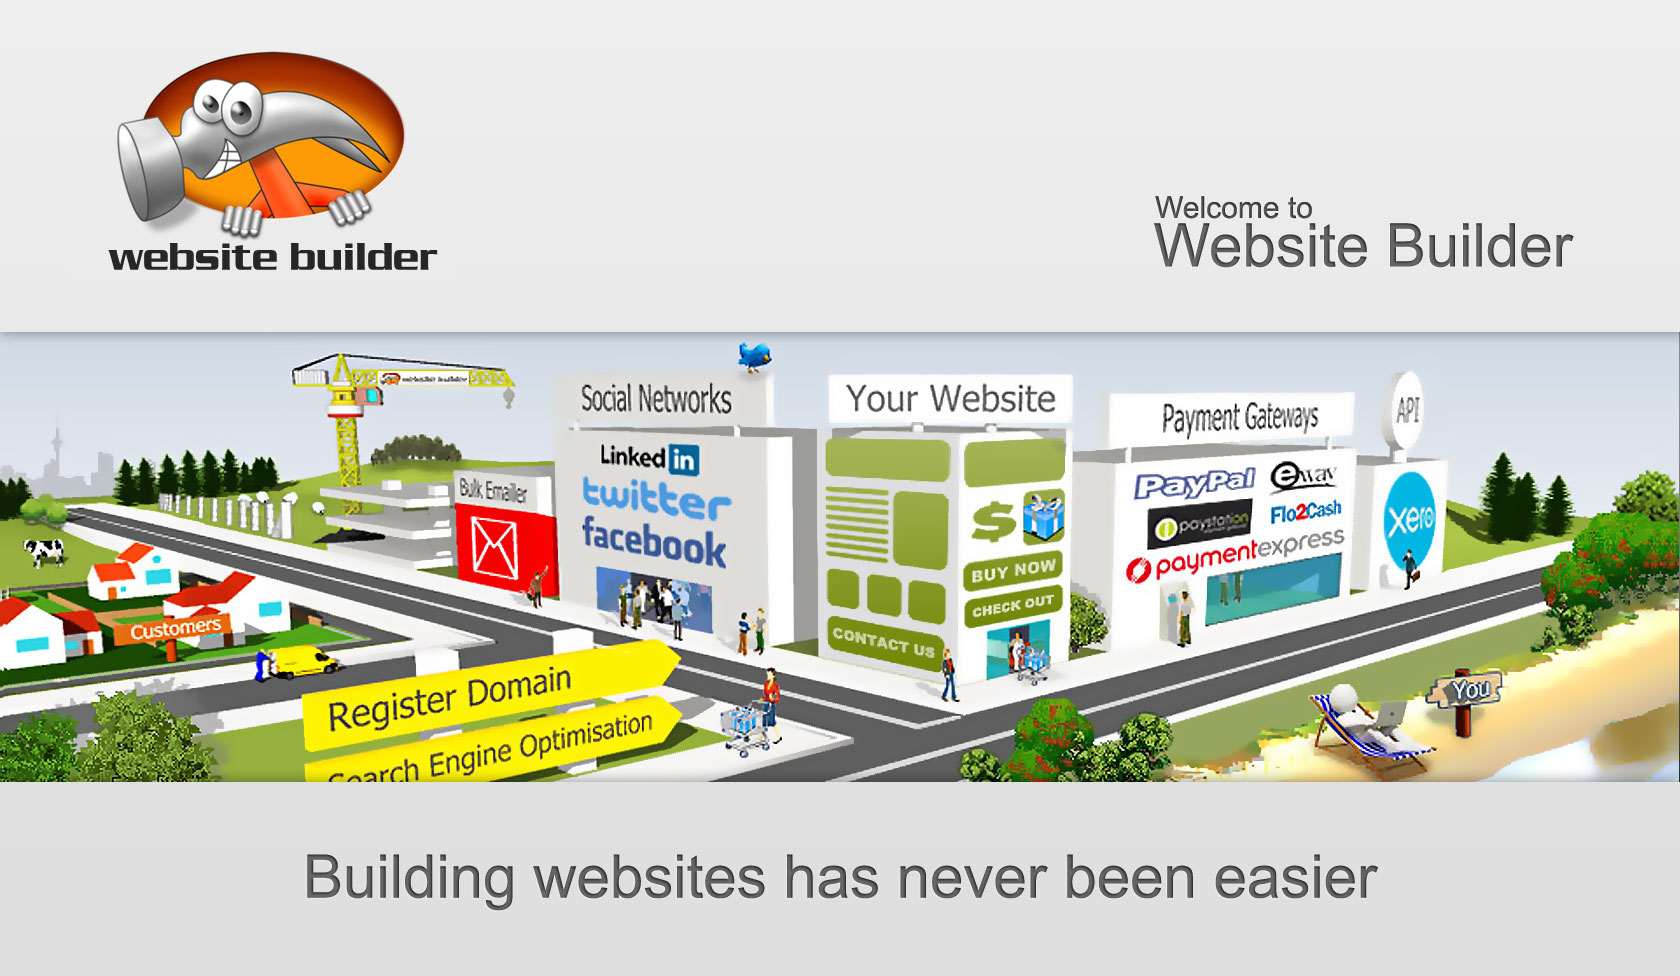 website builder
Welcome to
Website Builder
website builder
Social Networks
Your Website
Payment Gateways
API
Bulk Emailer
Linked in
twitter
facebook
PayPal
eway
paystation
Flo2Cash
paymentexpress
xero
$
BUY NOW
CHECK OUT
CONTACT US
Customers
Register Domain
Search Engine Optimisation
You
Building websites has never been easier